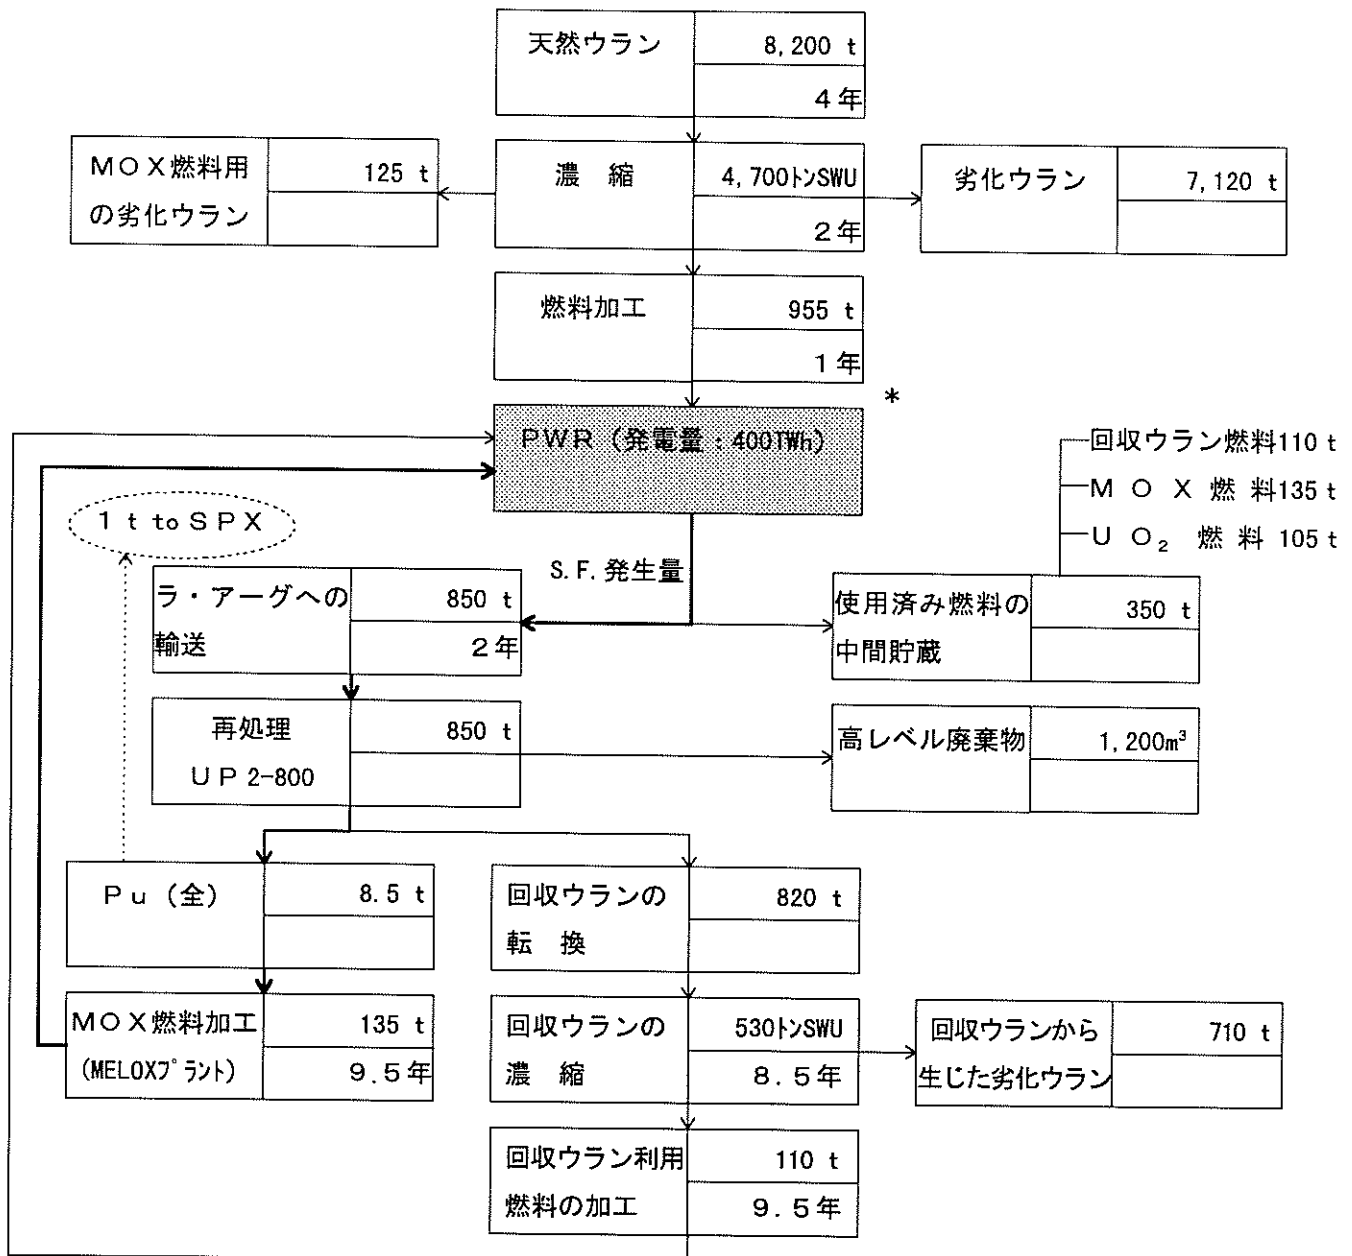 天然ウラン
8,200 t
4年
MOX燃料用
の劣化ウラン
125 t
濃 縮
4,700トンSWU
2年
劣化ウラン
7,120 t
燃料加工
955 t
1年
*
PWR (発電量:400TWh)
回収ウラン燃料110 t
MOX燃料135 t
UO₂ 燃料 105 t
1 t to SPX
S.F.発生量
ラ・アーグへの
輸送
850 t
2年
使用済み燃料の
中間貯蔵
350 t
再処理
UP2-800
850 t
高レベル廃棄物
1,200m³
Pu (全)
8.5 t
回収ウランの
転 換
820 t
MOX燃料加工
(MELOXプラント)
135 t
9.5年
回収ウランの
濃 縮
530トンSWU
8.5年
回収ウランから
生じた劣化ウラン
710 t
回収ウラン利用
燃料の加工
110 t
9.5年